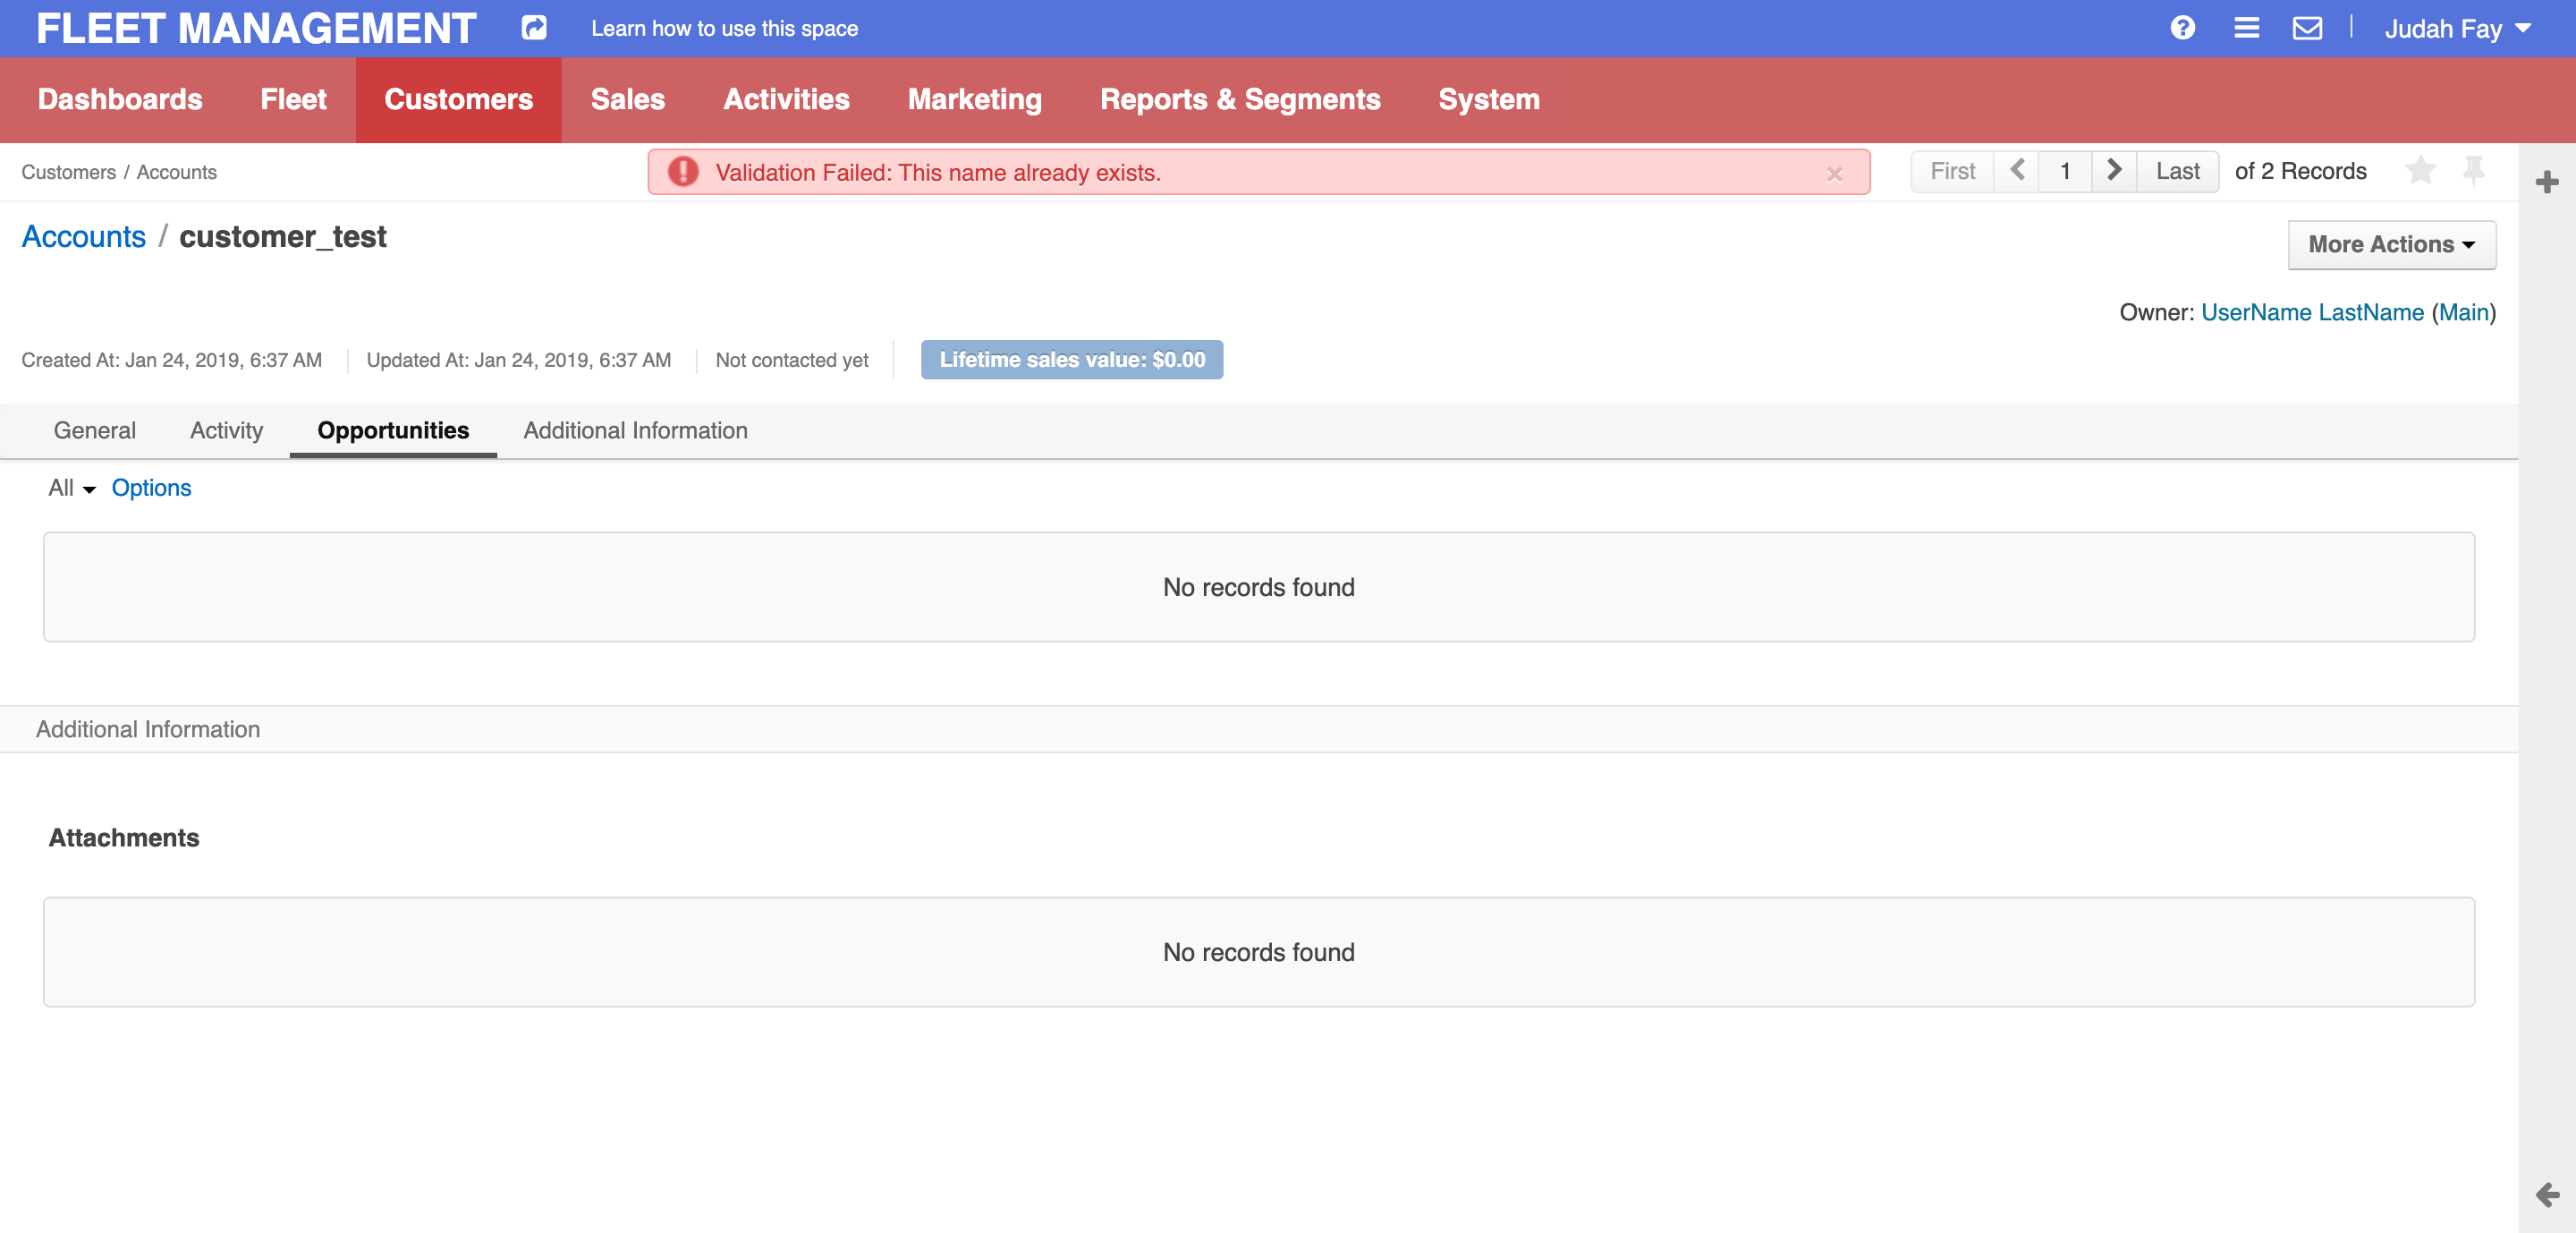 FLEET MANAGEMENT Learn how to use this space Judah Fay
Dashboards Fleet Customers Sales Activities Marketing Reports & Segments System
Customers / Accounts Validation Failed: This name already exists. × First 1 Last of 2 Records
Accounts / customer_test More Actions
Owner: UserName LastName (Main)
Created At: Jan 24, 2019, 6:37 AM Updated At: Jan 24, 2019, 6:37 AM Not contacted yet Lifetime sales value: $0.00
General Activity Opportunities Additional Information
All Options
No records found
Additional Information
Attachments
No records found